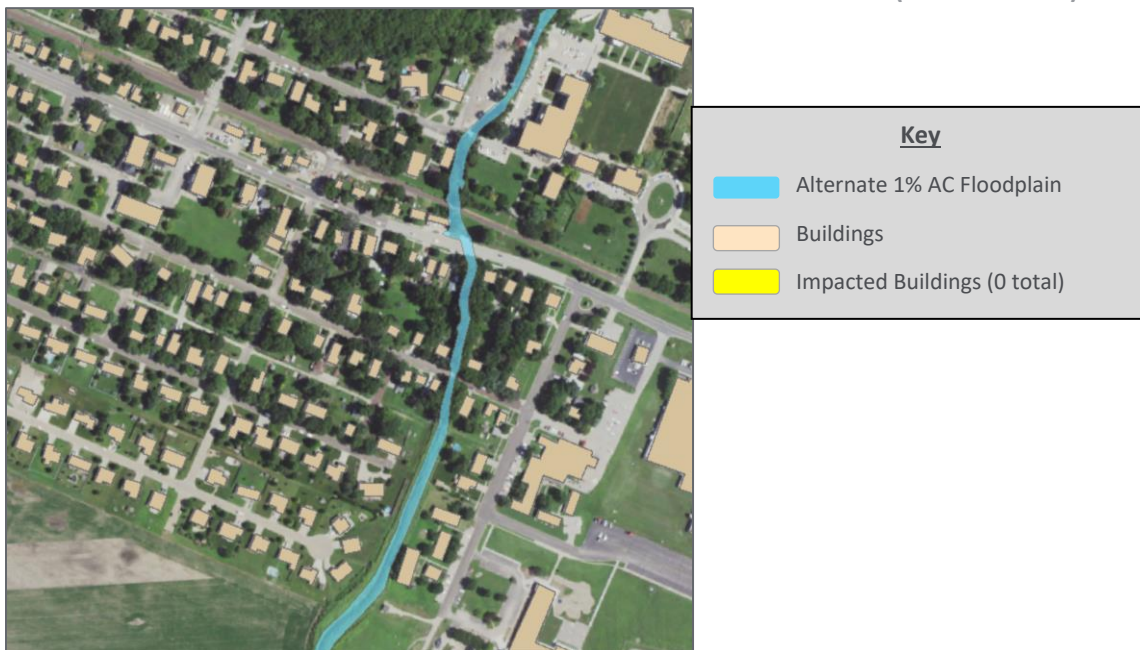 Key
Alternate 1% AC Floodplain
Buildings
Impacted Buildings (0 total)